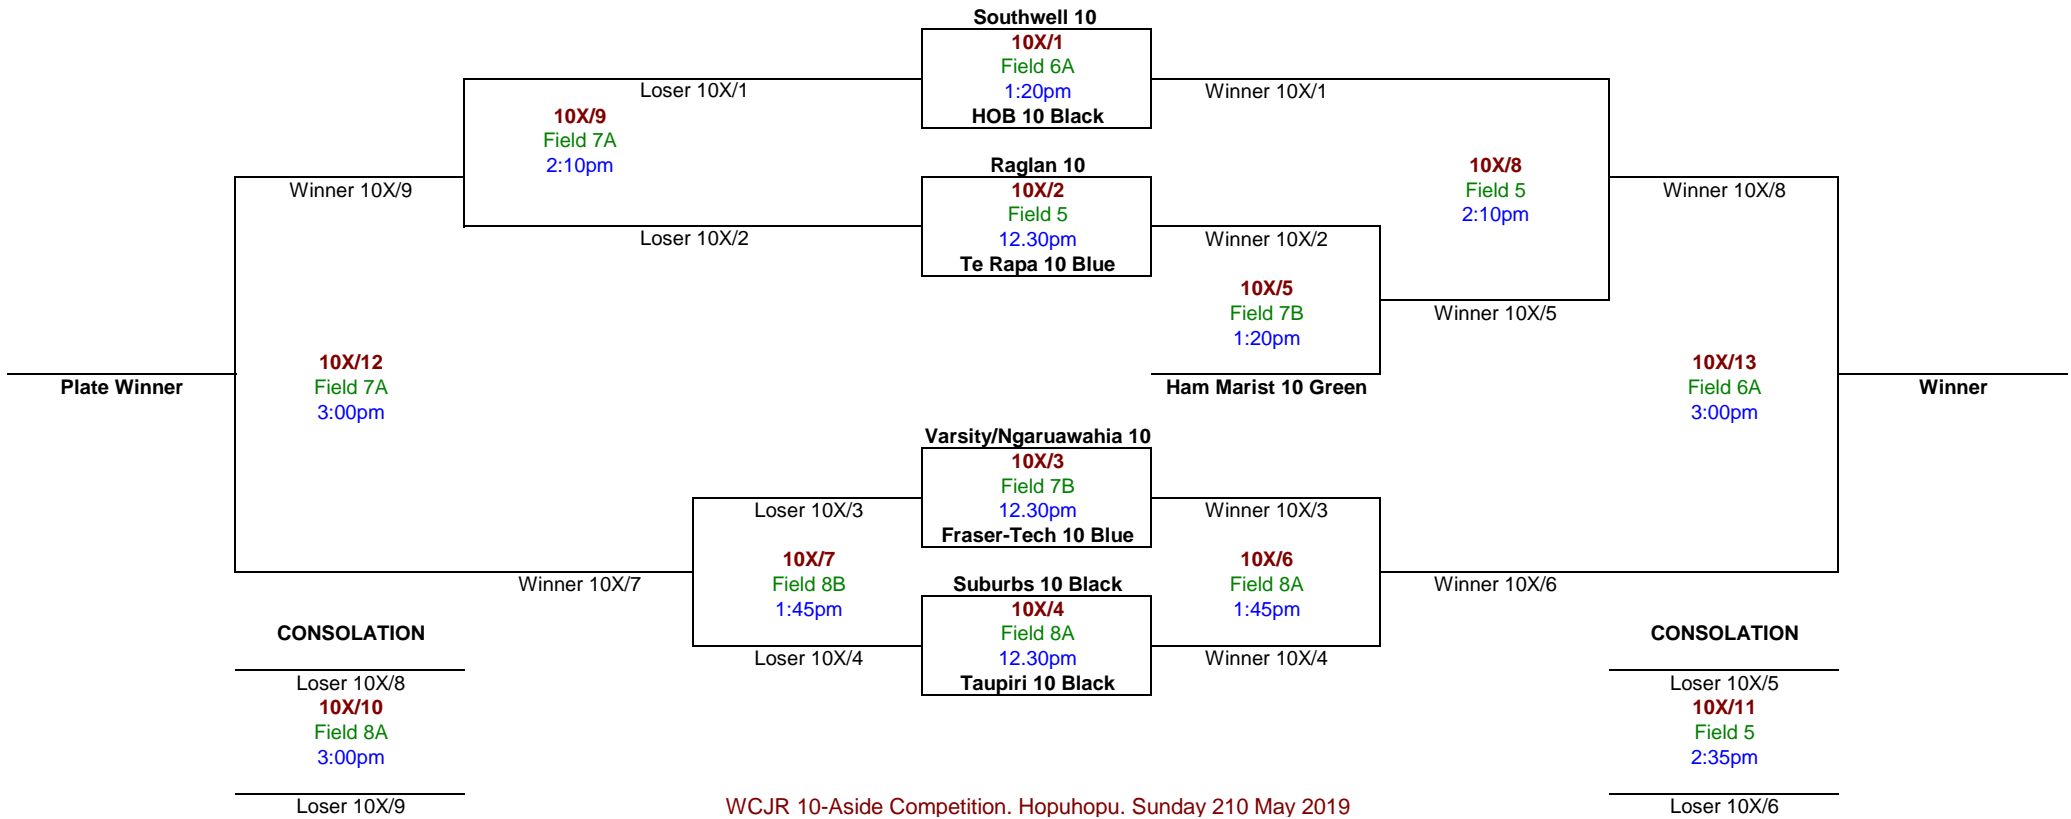 Southwell 10
10X/1
Field 6A
1:20pm
HOB 10 Black
Loser 10X/1
Winner 10X/1
10X/9
Field 7A
2:10pm
Raglan 10
10X/2
Field 5
12.30pm
Te Rapa 10 Blue
10X/8
Field 5
2:10pm
Winner 10X/9
Winner 10X/8
Loser 10X/2
Winner 10X/2
10X/5
Field 7B
1:20pm
Winner 10X/5
10X/12
Field 7A
3:00pm
10X/13
Field 6A
3:00pm
Plate Winner
Ham Marist 10 Green
Winner
Varsity/Ngaruawahia 10
10X/3
Field 7B
12.30pm
Fraser-Tech 10 Blue
Loser 10X/3
Winner 10X/3
10X/7
Field 8B
1:45pm
10X/6
Field 8A
1:45pm
Winner 10X/7
Winner 10X/6
Suburbs 10 Black
10X/4
Field 8A
12.30pm
Taupiri 10 Black
Loser 10X/4
Winner 10X/4
CONSOLATION
Loser 10X/8
10X/10
Field 8A
3:00pm
Loser 10X/9
CONSOLATION
Loser 10X/5
10X/11
Field 5
2:35pm
Loser 10X/6
WCJR 10-Aside Competition. Hopuhopu. Sunday 210 May 2019